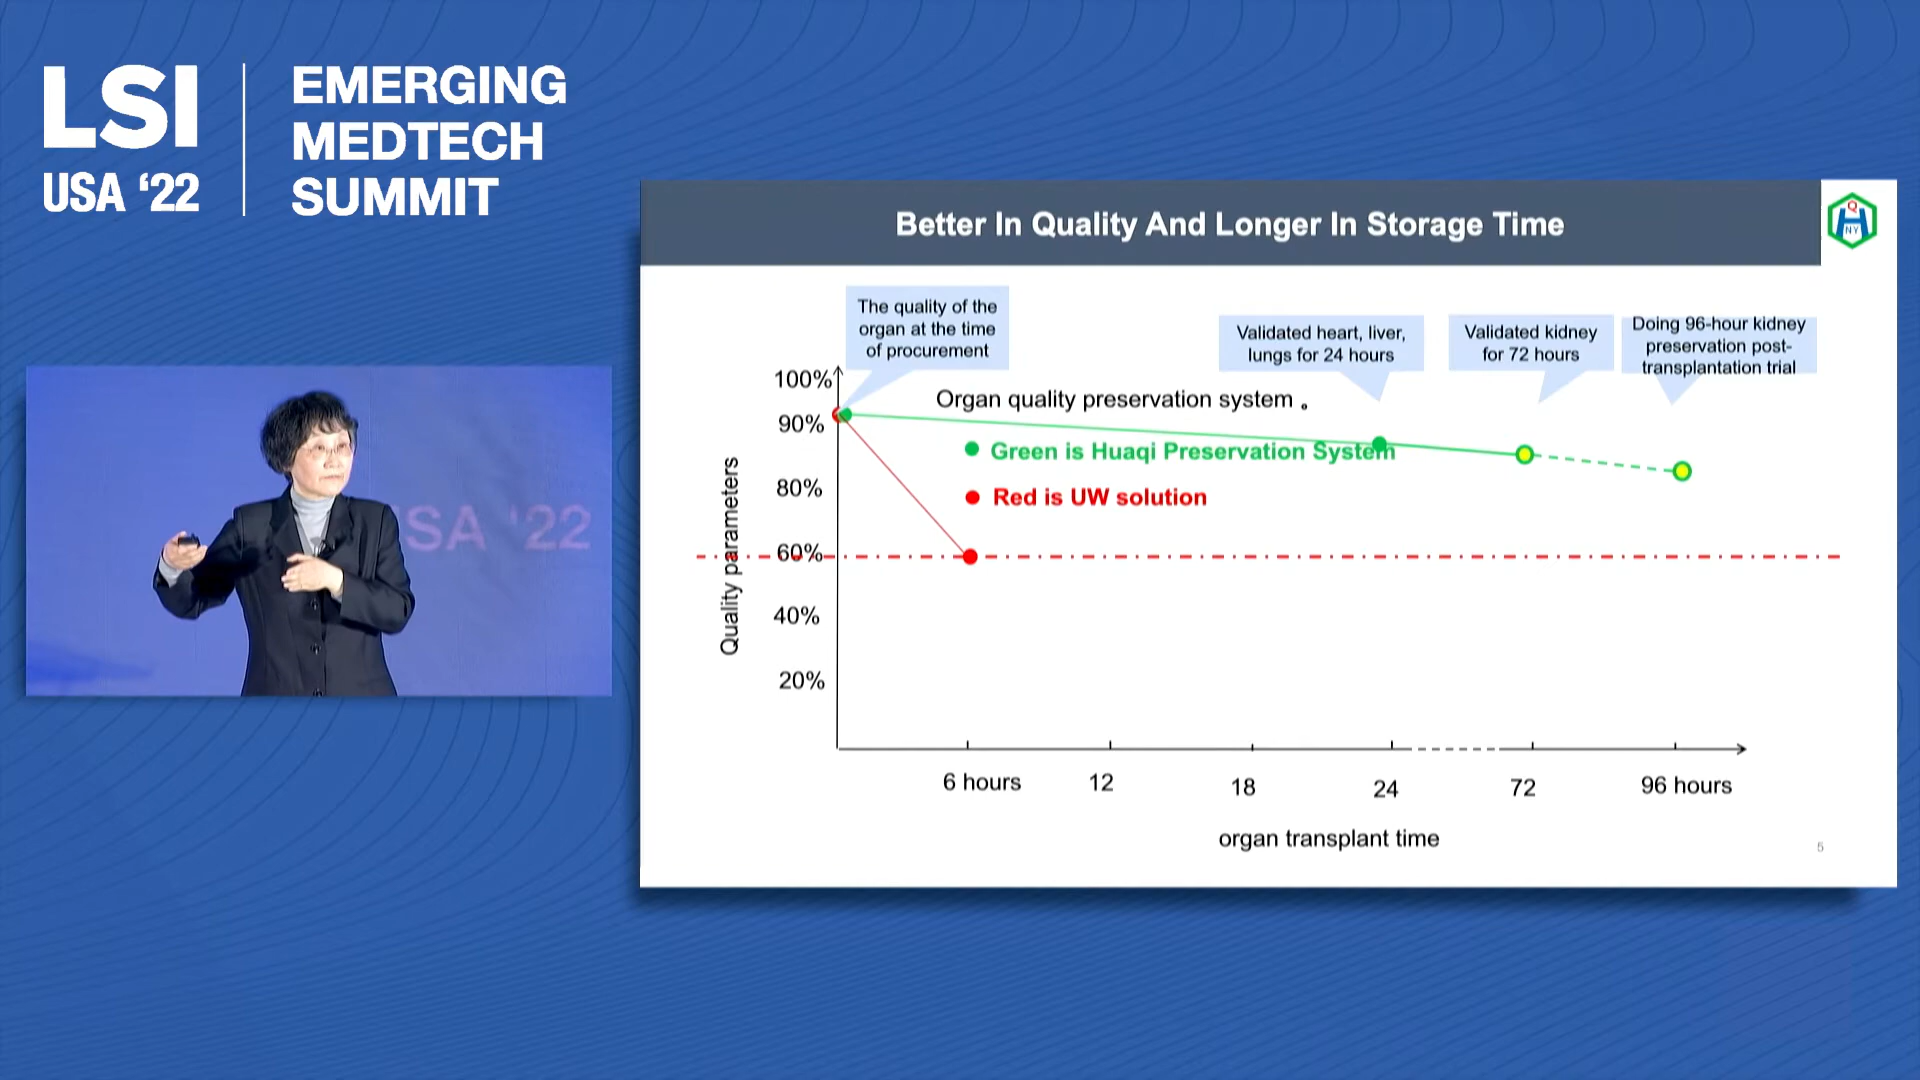 LSI
USA ‘22
EMERGING
MEDTECH
SUMMIT
SA '22
Better In Quality And Longer In Storage Time
Q
H
NY
The quality of the
organ at the time
of procurement
Validated heart, liver,
lungs for 24 hours
Validated kidney
for 72 hours
Doing 96-hour kidney
preservation post-
transplantation trial
Organ quality preservation system 。
Green is Huaqi Preservation System
Red is UW solution
Quality parameters
100%
90%
80%
60%
40%
20%
6 hours
12
18
24
72
96 hours
organ transplant time
5